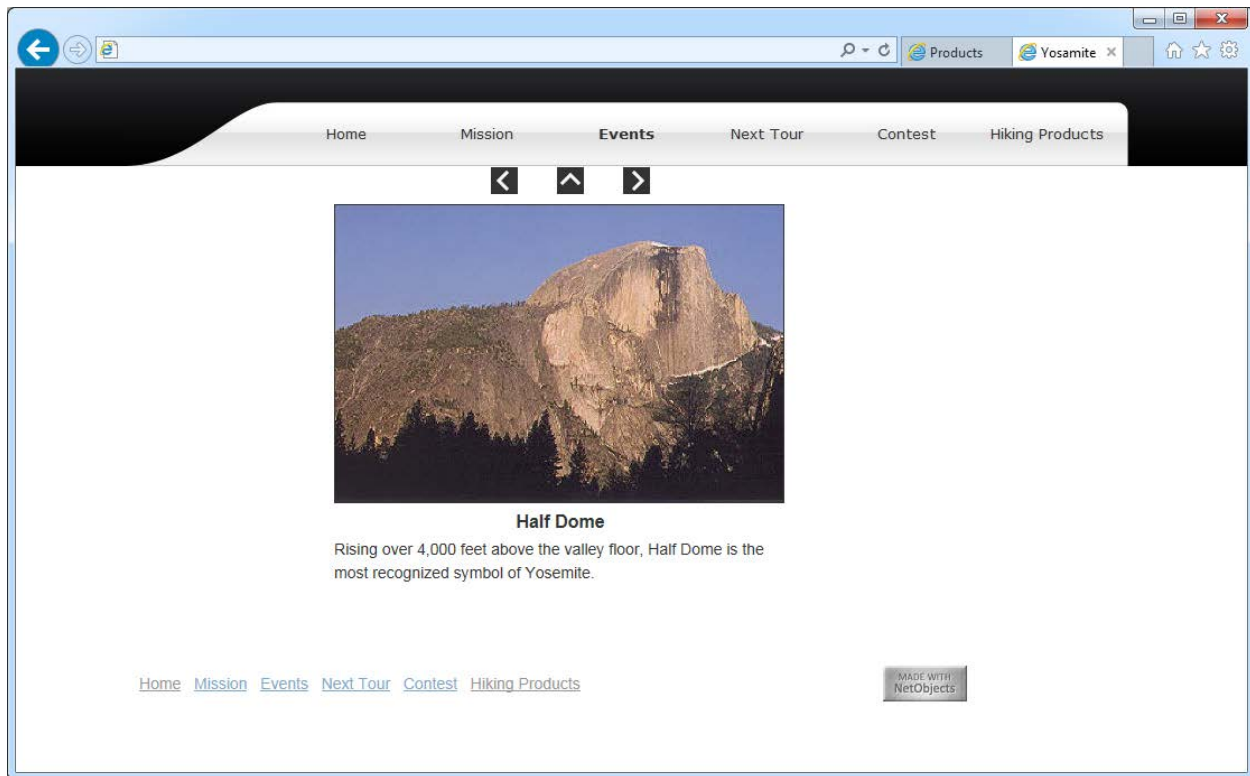 Products
Yosamite
Home Mission Events Next Tour Contest Hiking Products
Half Dome
Rising over 4,000 feet above the valley floor, Half Dome is the
most recognized symbol of Yosemite.
Home Mission Events Next Tour Contest Hiking Products
MADE WITH
NetObjects